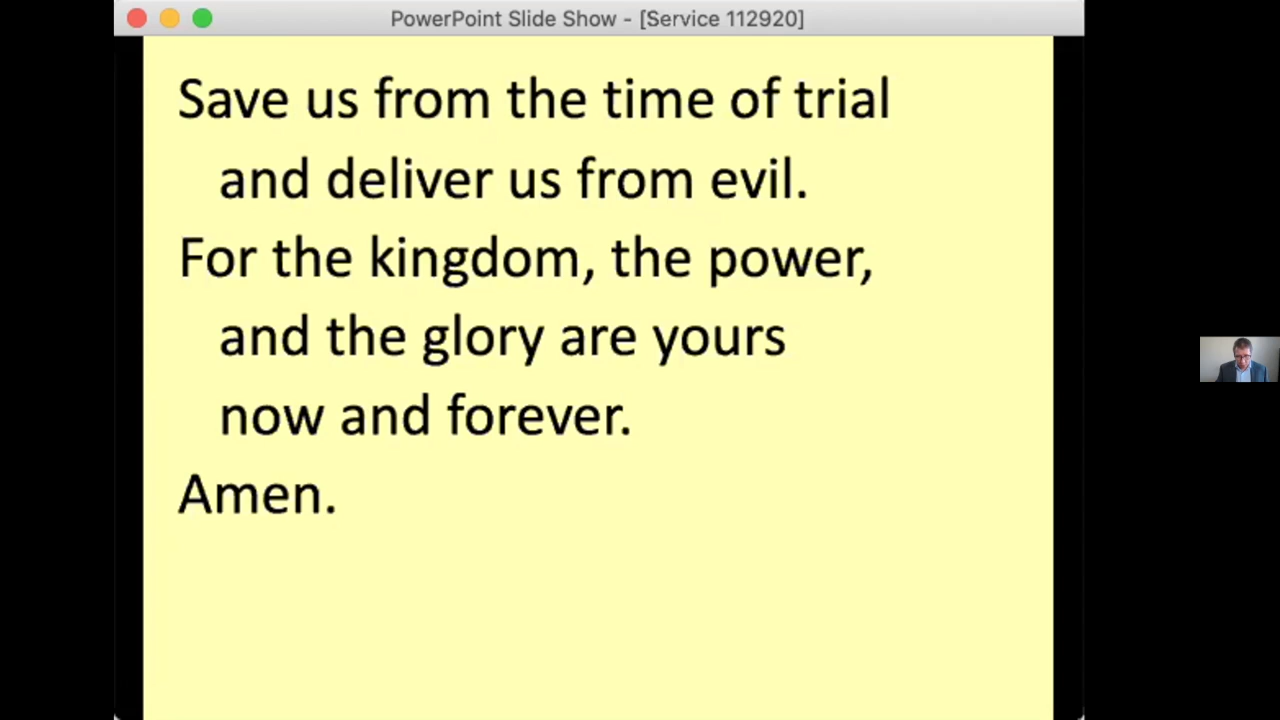 PowerPoint Slide Show - [Service 112920]
Save us from the time of trial
and deliver us from evil.
For the kingdom, the power,
and the glory are yours
now and forever.
Amen.